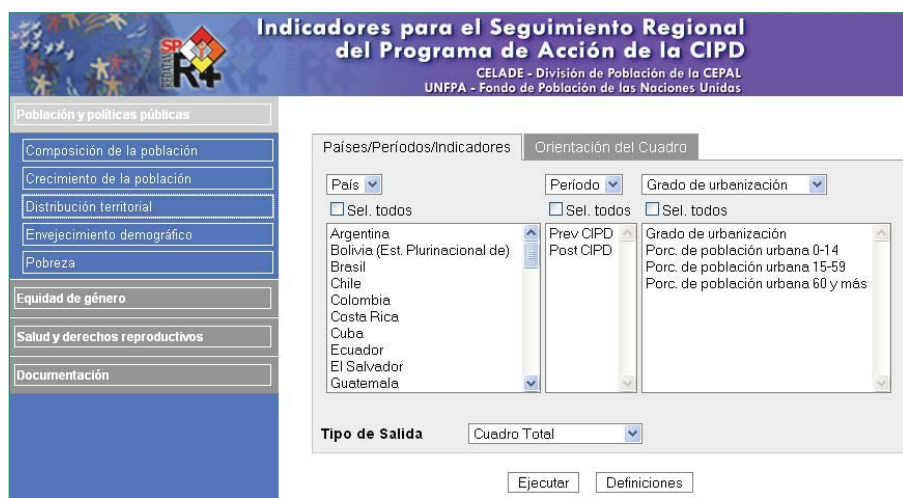 Indicadores para el Seguimiento Regional
del Programa de Acción de la CIPD
CELADE - División de Población de la CEPAL
UNFPA - Fondo de Población de las Naciones Unidas
REDATAM
SP
R+4
Población y políticas públicas
Composición de la población
Crecimiento de la población
Distribución territorial
Envejecimiento demográfico
Pobreza
Equidad de género
Salud y derechos reproductivos
Documentación
Países/Períodos/Indicadores
Orientación del Cuadro
País
Período
Grado de urbanización
Sel. todos
Sel. todos
Sel. todos
Argentina
Bolivia (Est. Plurinacional de)
Brasil
Chile
Colombia
Costa Rica
Cuba
Ecuador
El Salvador
Guatemala
Prev CIPD
Post CIPD
Grado de urbanización
Porc. de población urbana 0-14
Porc. de población urbana 15-59
Porc. de población urbana 60 y más
Tipo de Salida
Cuadro Total
Ejecutar
Definiciones